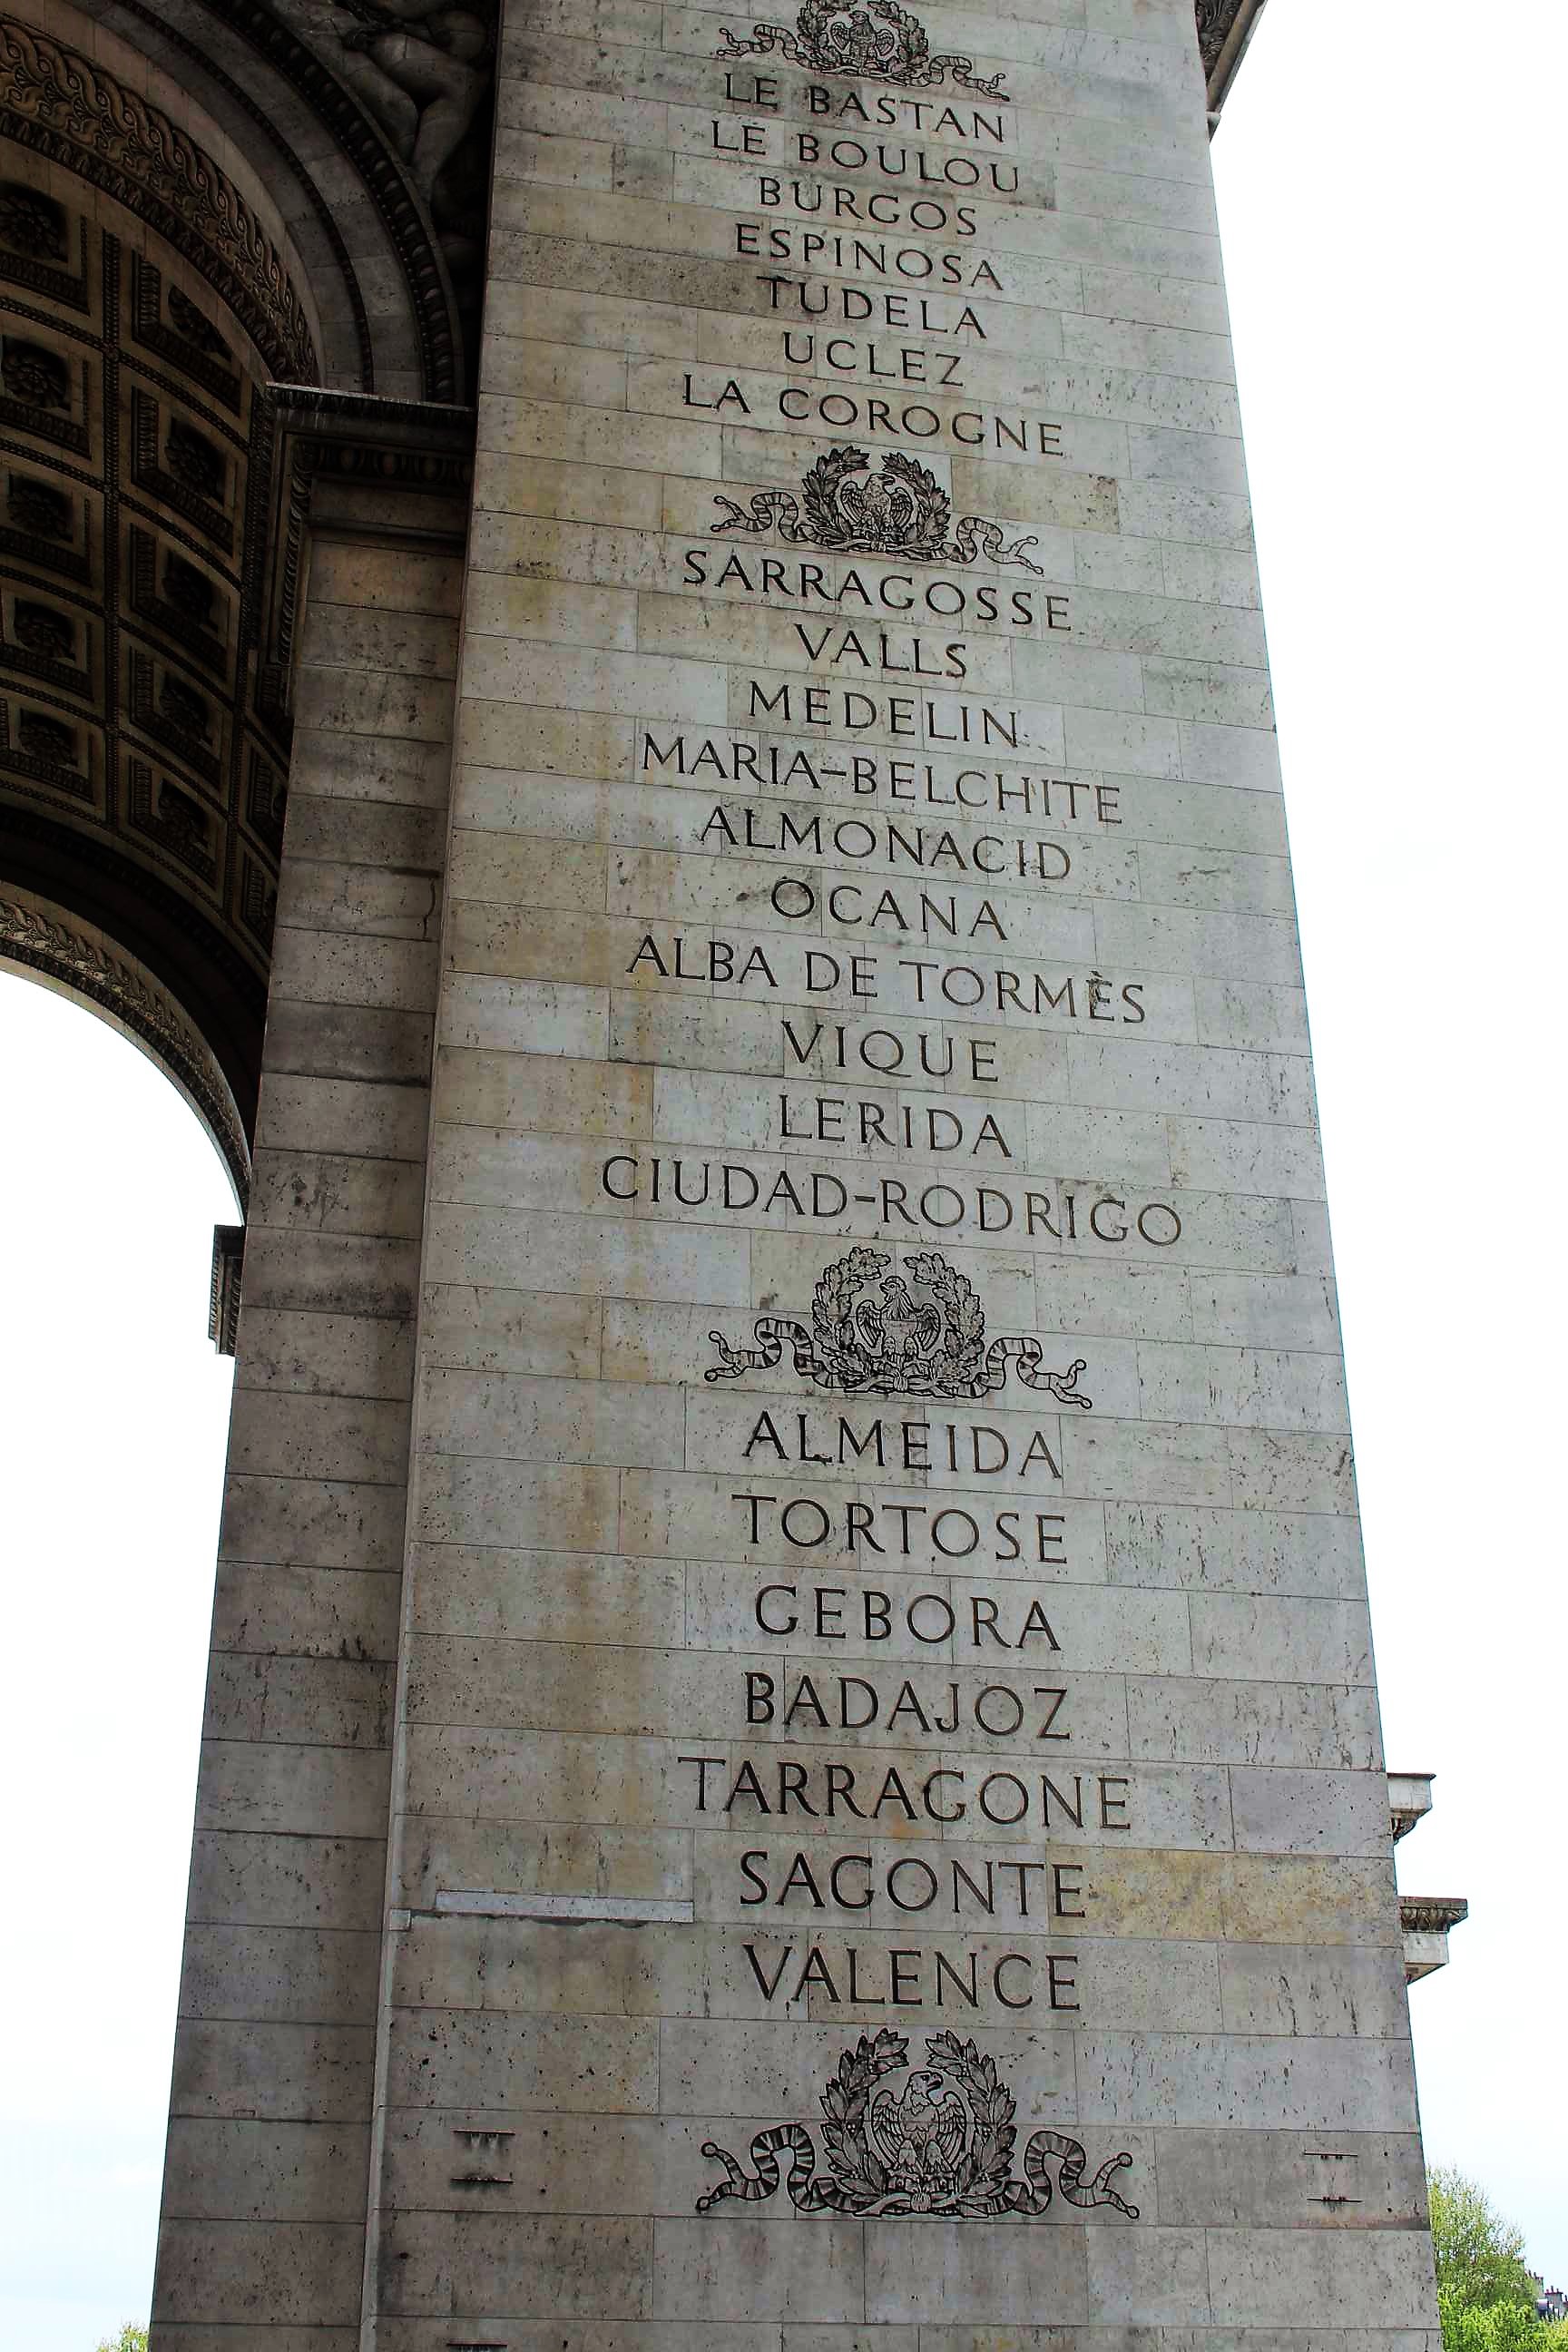 LE BASTAN
LE BOULOU
BURGOS
ESPINOSA
TUDELA
UCLEZ
LA COROGNE
SARRAGOSSE
VALLS
MEDELIN
MARIA-BELCHITE
ALMONACID
OCANA
ALBA DE TORMÈS
VIQUE
LERIDA
CIUDAD-RODRIGO
ALMEIDA
TORTOSE
GEBORA
BADAJOZ
TARRAGONE
SAGONTE
VALENCE